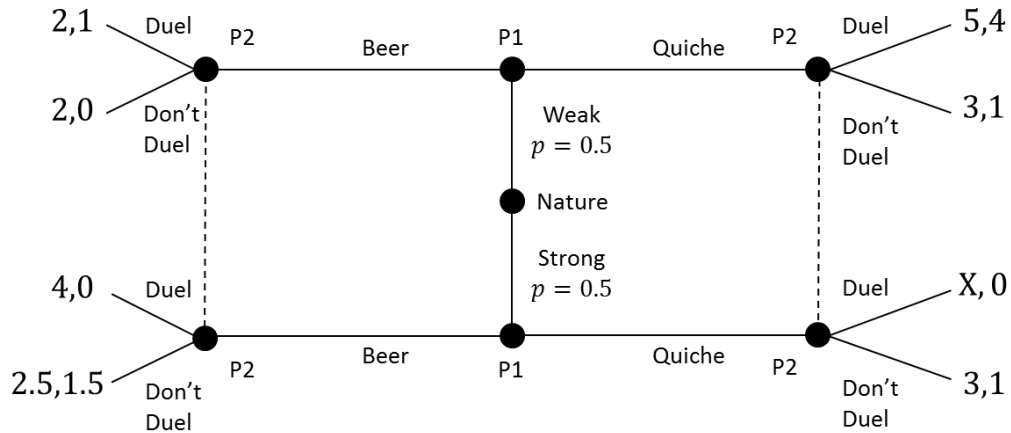 2,1
Duel
P2
Beer
P1
Quiche
P2
Duel
5,4
2,0
Don't
Duel
Weak
p = 0.5
Don't
Duel
3,1
Nature
Strong
p = 0.5
4,0
Duel
Duel
X, 0
P2
Beer
P1
Quiche
P2
2.5,1.5
Don't
Duel
Don't
Duel
3,1